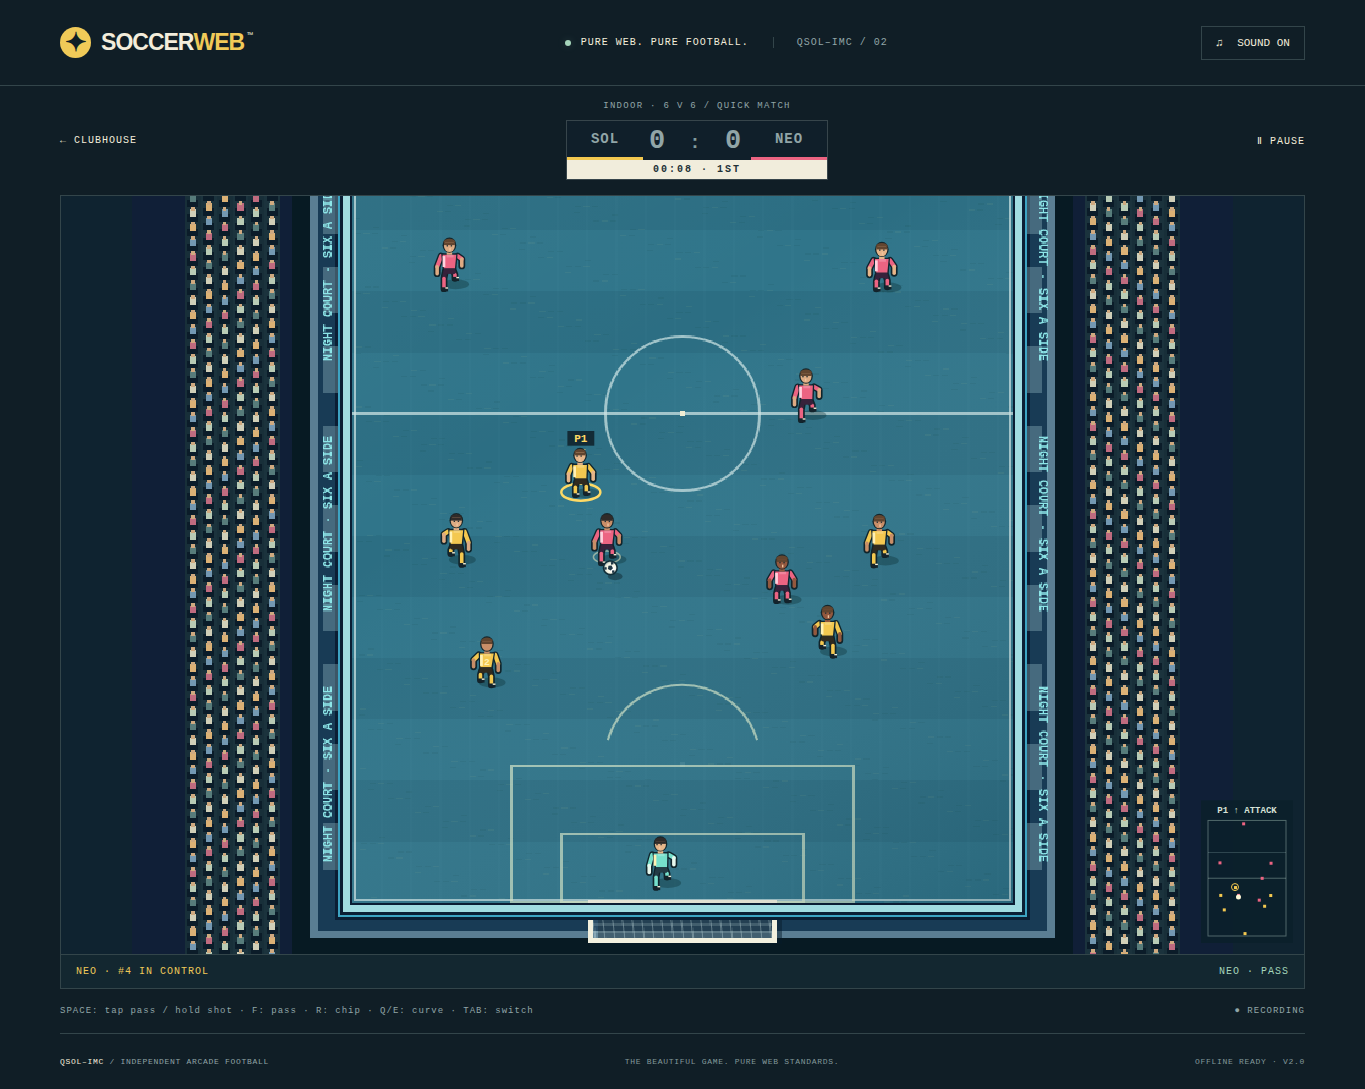 SOCCERWEB™
PURE WEB. PURE FOOTBALL.
QSOL-IMC / 02
♫ SOUND ON
INDOOR · 6 V 6 / QUICK MATCH
← CLUBHOUSE
SOL 0 : 0 NEO
00:08 · 1ST
Ⅱ PAUSE
NIGHT COURT · SIX A SIDE
NIGHT COURT · SIX A SIDE
NIGHT COURT · SIX A SIDE
NIGHT COURT · SIX A SIDE
NIGHT COURT · SIX A SIDE
NIGHT COURT · SIX A SIDE
P1
2
P1 ↑ ATTACK
NEO · #4 IN CONTROL
NEO · PASS
SPACE: tap pass / hold shot · F: pass · R: chip · Q/E: curve · TAB: switch
● RECORDING
QSOL-IMC / INDEPENDENT ARCADE FOOTBALL
THE BEAUTIFUL GAME. PURE WEB STANDARDS.
OFFLINE READY · V2.0